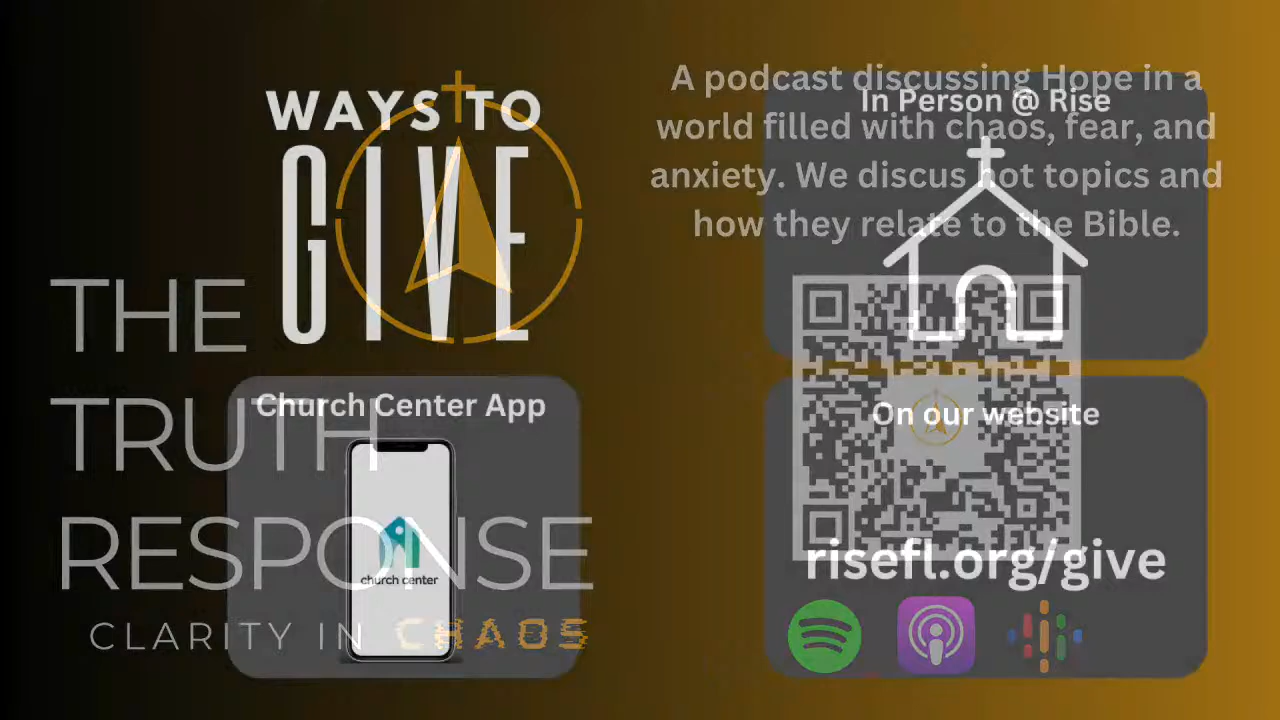 WAYS TO
GIVE
Church Center App
church center
In Person @ Rise
On our website
risefl.org/give
THE
TRUTH
RESPONSE
CLARITY IN CHAOS
A podcast discussing Hope in a
world filled with chaos, fear, and
anxiety. We discus hot topics and
how they relate to the Bible.